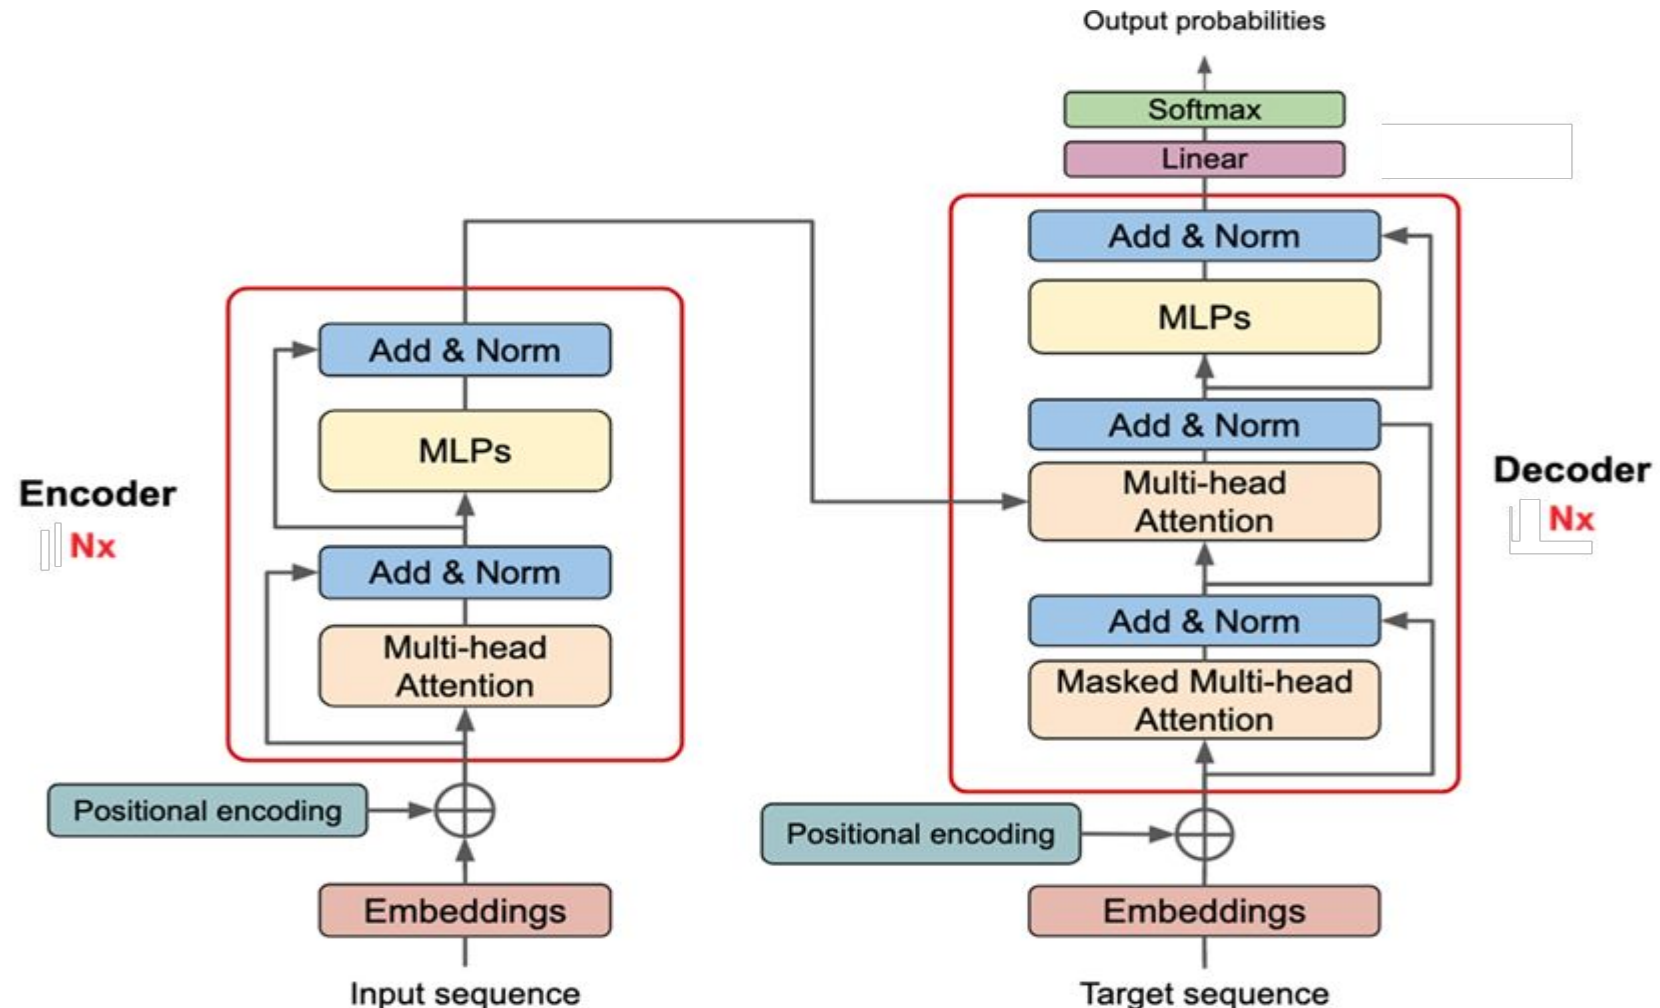 Output probabilities
Softmax
Linear
Add & Norm
MLPs
Add & Norm
Multi-head
Attention
Add & Norm
Masked Multi-head
Attention
Positional encoding
Embeddings
Target sequence
Decoder
Nx
Encoder
Nx
Add & Norm
MLPs
Add & Norm
Multi-head
Attention
Positional encoding
Embeddings
Input sequence